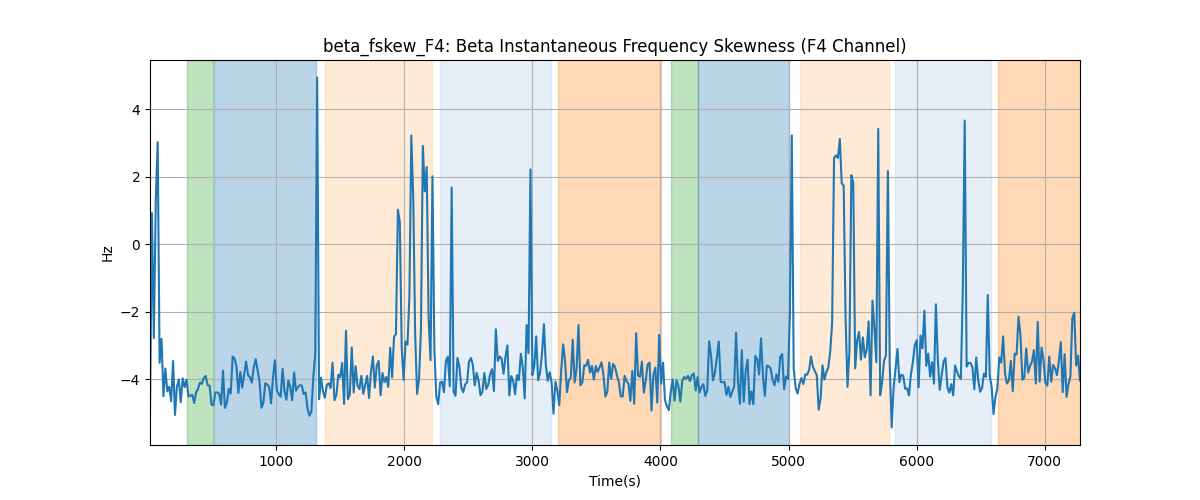 beta_fskew_F4: Beta Instantaneous Frequency Skewness (F4 Channel)
Hz
4
2
0
−2
−4
1000 2000 3000 4000 5000 6000 7000
Time(s)